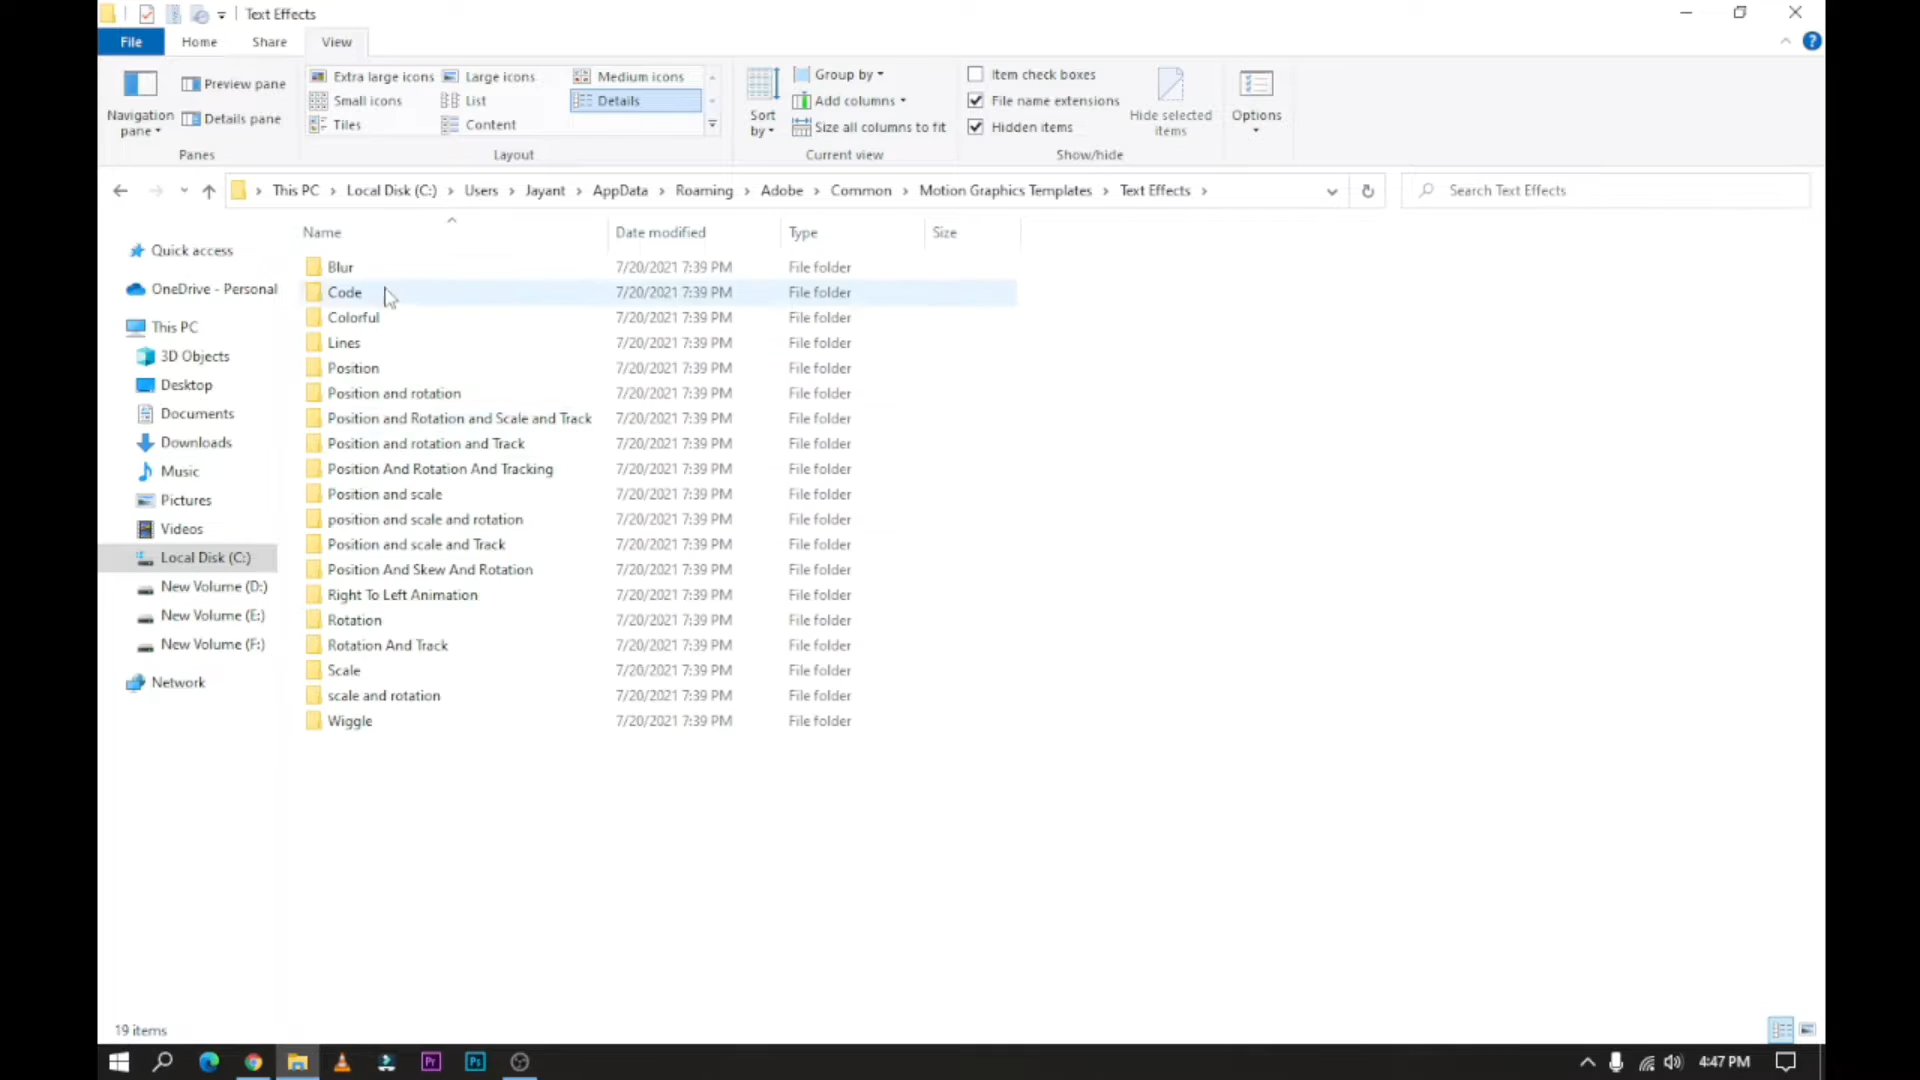 Text Effects
File Home Share View
Navigation pane
Preview pane
Details pane
Panes
Extra large icons Large icons Medium icons
Small icons List Details
Tiles Content
Layout
Sort by
Group by
Add columns
Size all columns to fit
Current view
Item check boxes
File name extensions
Hidden items
Hide selected items
Show/hide
Options
This PC Local Disk (C:) Users Jayant AppData Roaming Adobe Common Motion Graphics Templates Text Effects
Search Text Effects
Quick access
OneDrive - Personal
This PC
3D Objects
Desktop
Documents
Downloads
Music
Pictures
Videos
Local Disk (C:)
New Volume (D:)
New Volume (E:)
New Volume (F:)
Network
Name Date modified Type Size
Blur 7/20/2021 7:39 PM File folder
Code 7/20/2021 7:39 PM File folder
Colorful 7/20/2021 7:39 PM File folder
Lines 7/20/2021 7:39 PM File folder
Position 7/20/2021 7:39 PM File folder
Position and rotation 7/20/2021 7:39 PM File folder
Position and Rotation and Scale and Track 7/20/2021 7:39 PM File folder
Position and rotation and Track 7/20/2021 7:39 PM File folder
Position And Rotation And Tracking 7/20/2021 7:39 PM File folder
Position and scale 7/20/2021 7:39 PM File folder
position and scale and rotation 7/20/2021 7:39 PM File folder
Position and scale and Track 7/20/2021 7:39 PM File folder
Position And Skew And Rotation 7/20/2021 7:39 PM File folder
Right To Left Animation 7/20/2021 7:39 PM File folder
Rotation 7/20/2021 7:39 PM File folder
Rotation And Track 7/20/2021 7:39 PM File folder
Scale 7/20/2021 7:39 PM File folder
scale and rotation 7/20/2021 7:39 PM File folder
Wiggle 7/20/2021 7:39 PM File folder
19 items
Pr Ps
4:47 PM